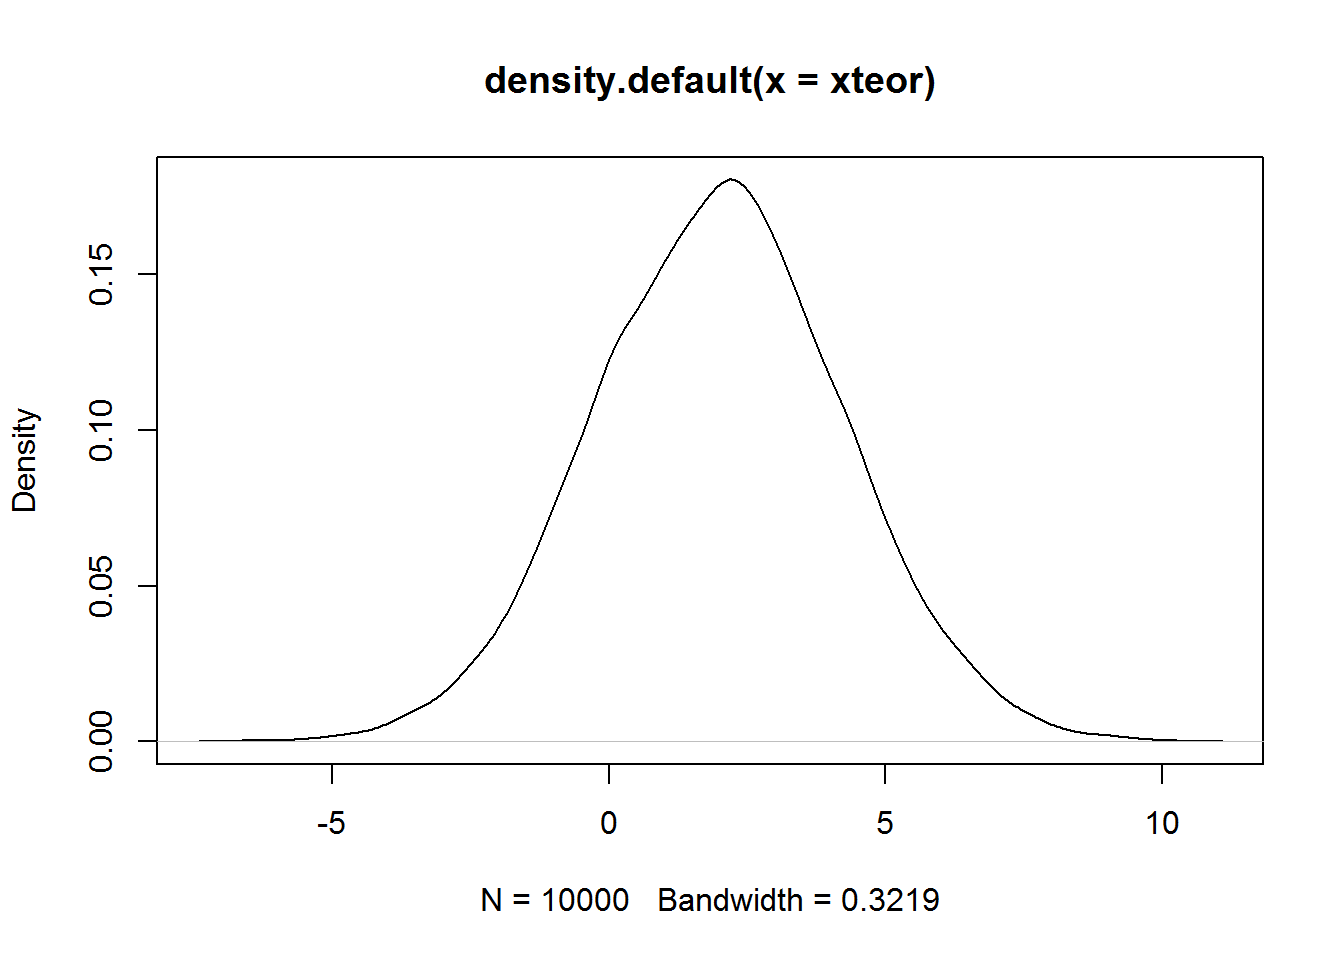 density.default(x = xteor)
Density
0.15
0.10
0.05
0.00
-5 0 5 10
N = 10000 Bandwidth = 0.3219